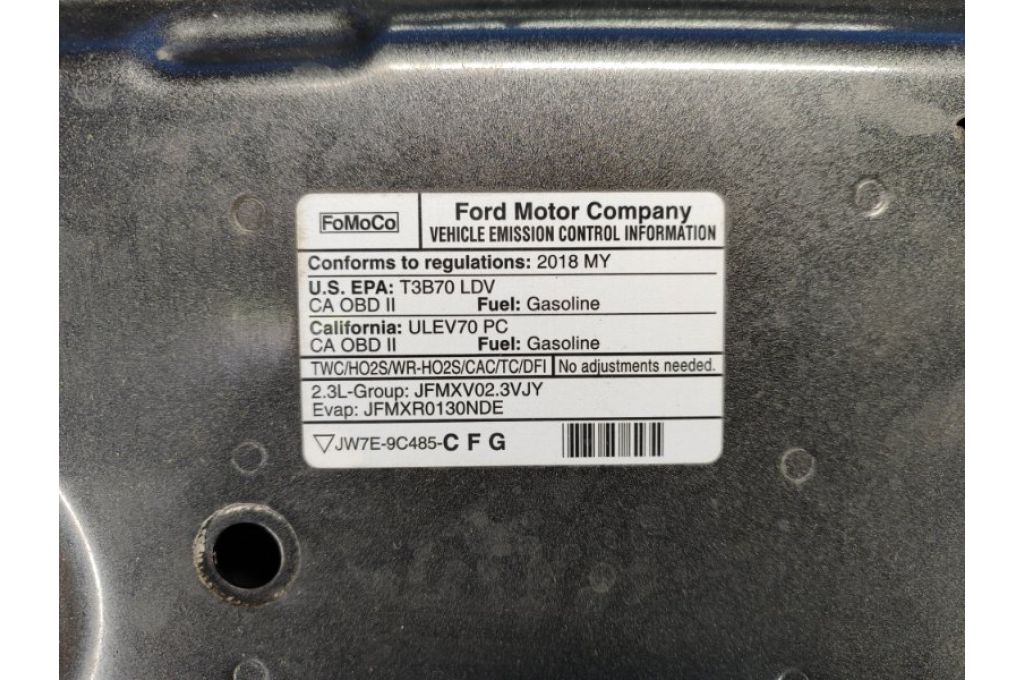 FoMoCo
Ford Motor Company
VEHICLE EMISSION CONTROL INFORMATION
Conforms to regulations: 2018 MY
U.S. EPA: T3B70 LDV
CA OBD II Fuel: Gasoline
California: ULEV70 PC
CA OBD II Fuel: Gasoline
TWC/HO2S/WR-HO2S/CAC/TC/DFI No adjustments needed.
2.3L-Group: JFMXV02.3VJY
Evap: JFMXR0130NDE
▽JW7E-9C485-C F G